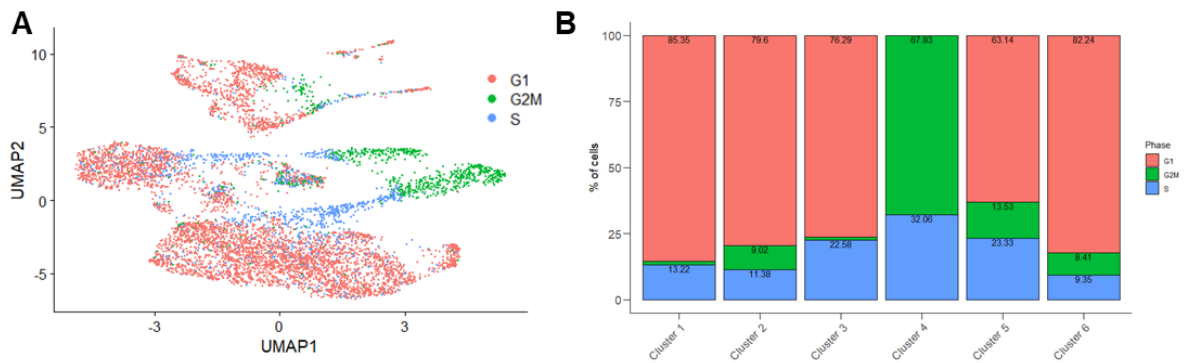 A
10
5
0
-5
UMAP2
-3
0
3
UMAP1
G1
G2M
S
B
100
75
50
25
0
% of cells
85.35
79.6
76.29
67.83
63.14
82.24
9.02
13.53
8.41
13.22
11.38
22.58
32.06
23.33
9.35
Cluster 1
Cluster 2
Cluster 3
Cluster 4
Cluster 5
Cluster 6
Phase
G1
G2M
S